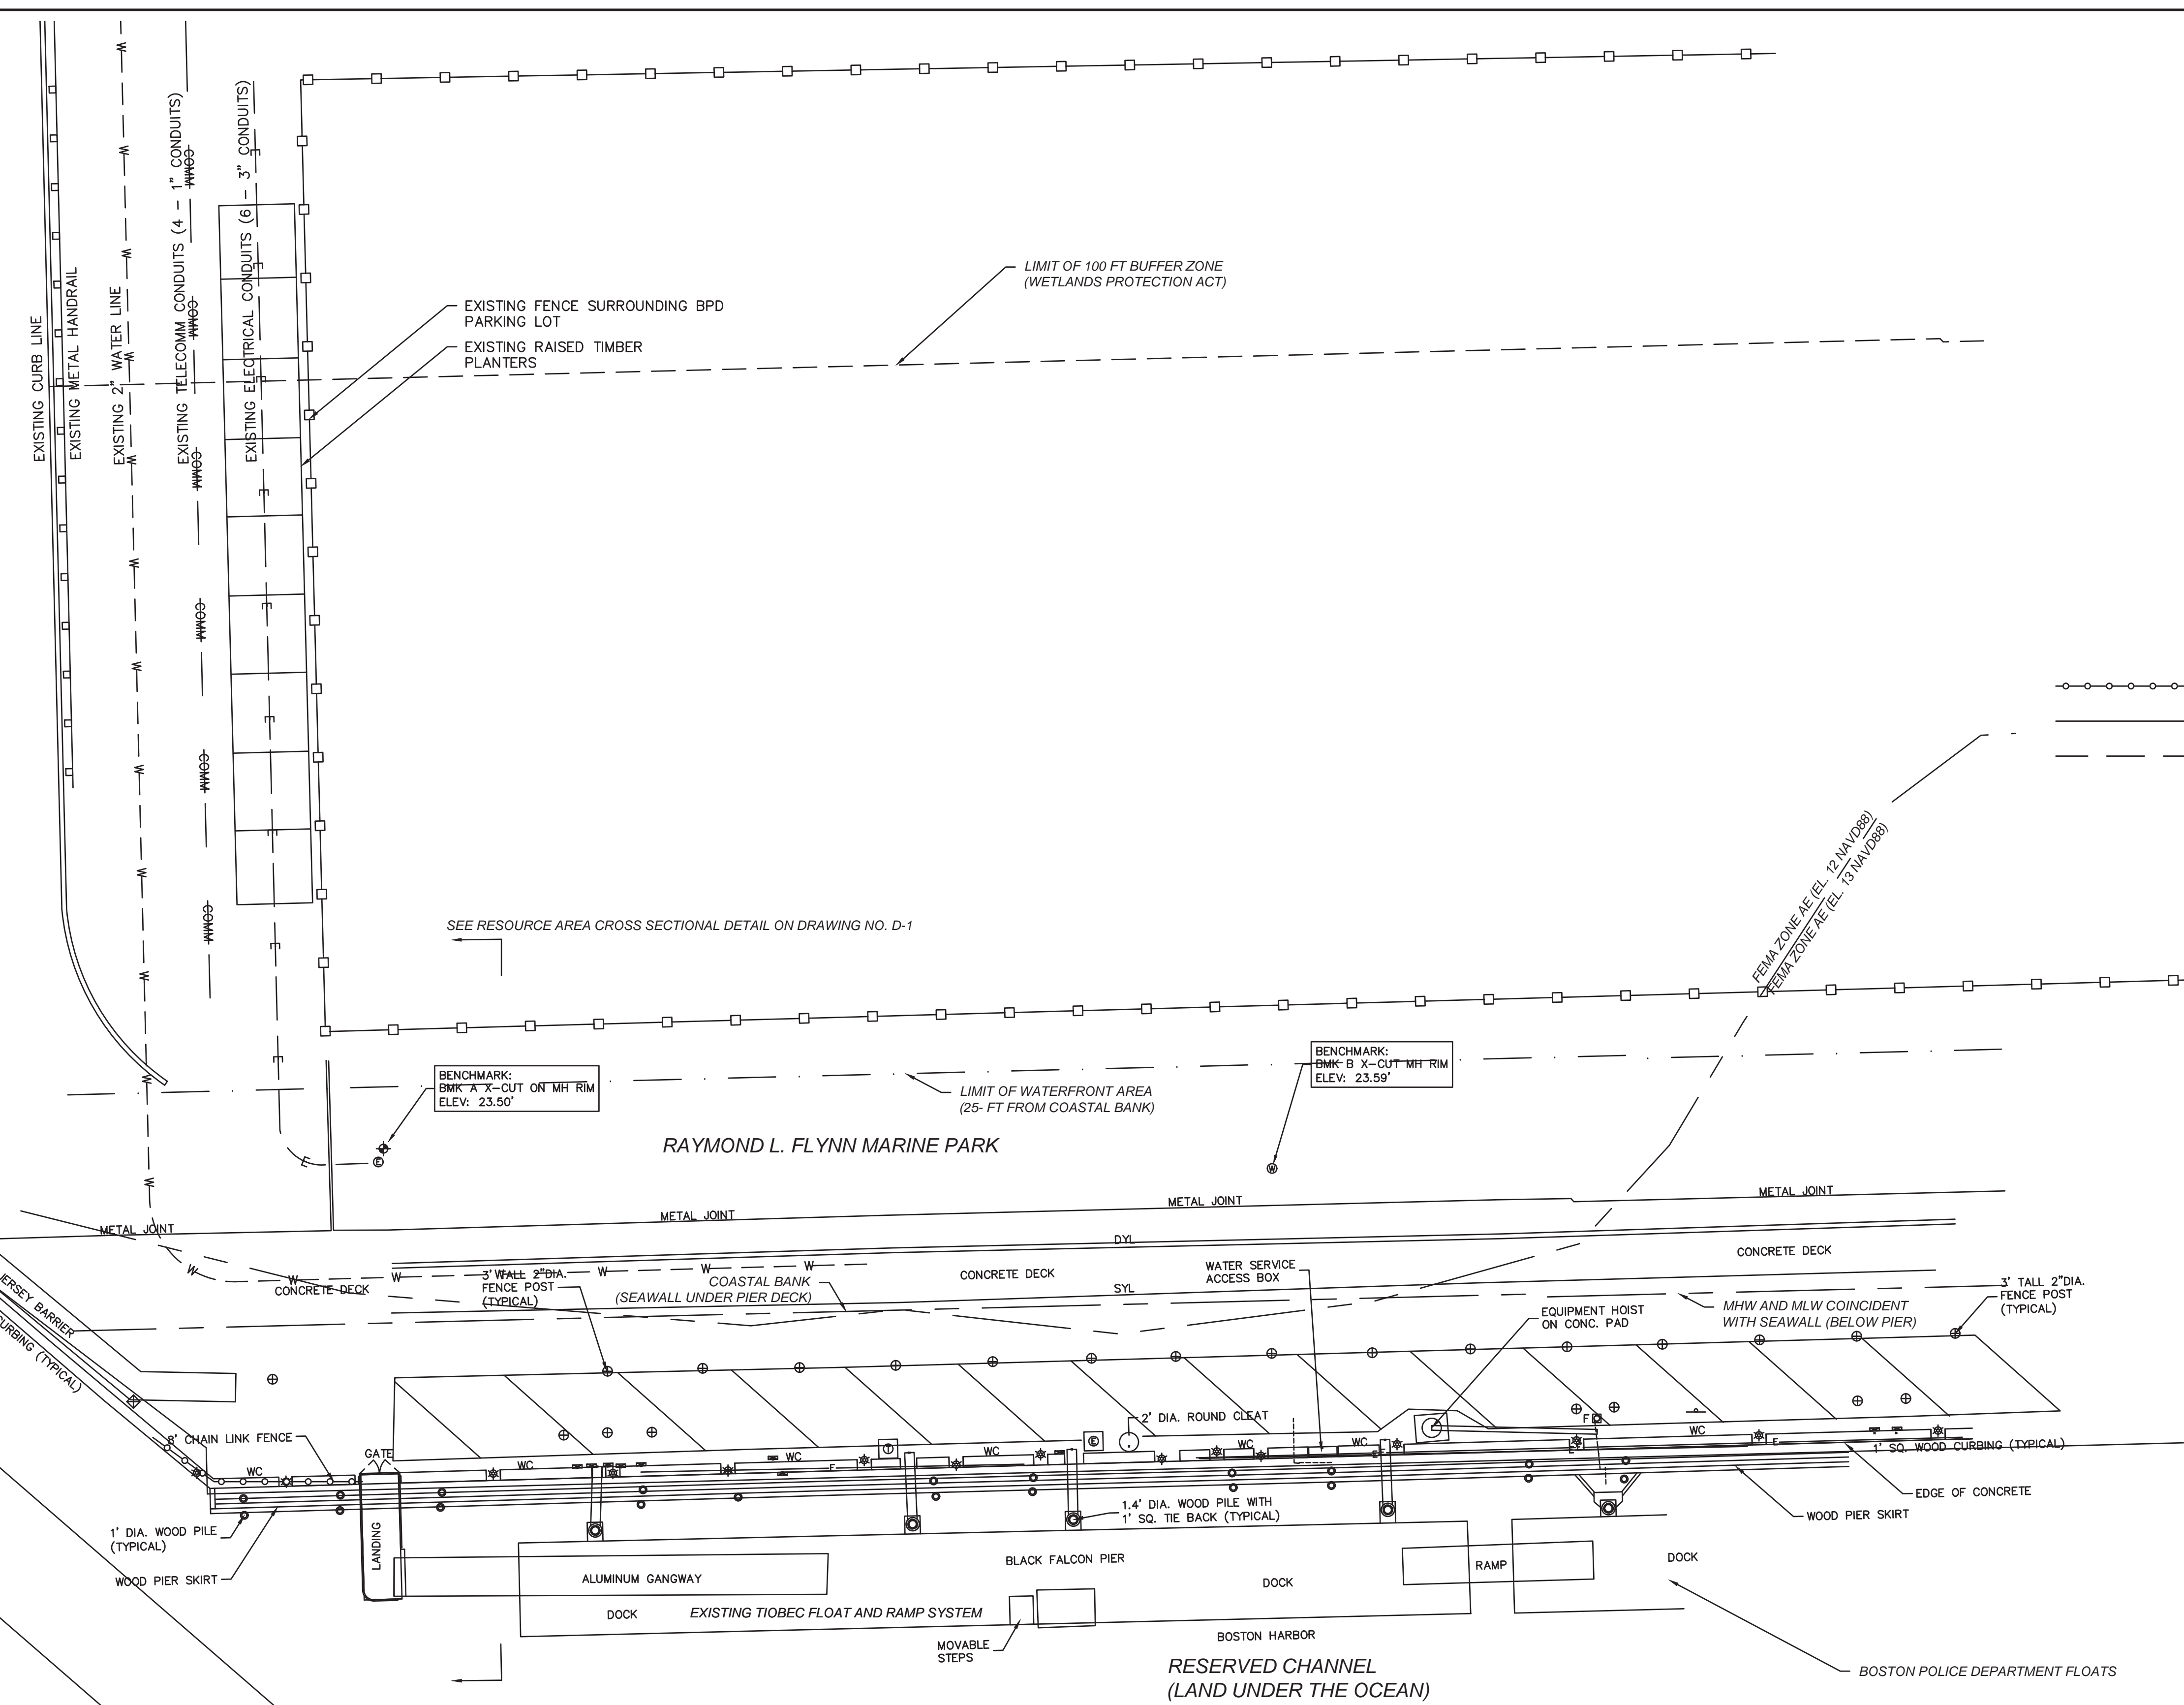 EXISTING CURB LINE
EXISTING METAL HANDRAIL
EXISTING 2" WATER LINE
EXISTING TELECOMM CONDUITS (4 - 1" CONDUITS)
EXISTING ELECTRICAL CONDUITS (6 - 3" CONDUITS)
W
W
W
W
W
W
W
W
W
W
W
W
COMM
COMM
COMM
COMM
COMM
COMM
E
E
E
E
E
E
E
E
E
E
LIMIT OF 100 FT BUFFER ZONE
(WETLANDS PROTECTION ACT)
EXISTING FENCE SURROUNDING BPD
PARKING LOT
EXISTING RAISED TIMBER
PLANTERS
FEMA ZONE AE (EL. 12 NAVD88)
FEMA ZONE AE (EL. 13 NAVD88)
SEE RESOURCE AREA CROSS SECTIONAL DETAIL ON DRAWING NO. D-1
BENCHMARK:
BMK A X-CUT ON MH RIM
ELEV: 23.50'
BENCHMARK:
BMK B X-CUT MH RIM
ELEV: 23.59'
LIMIT OF WATERFRONT AREA
(25- FT FROM COASTAL BANK)
RAYMOND L. FLYNN MARINE PARK
E
W
METAL JOINT
METAL JOINT
METAL JOINT
METAL JOINT
DYL
W
W
W
W
W
W
CONCRETE DECK
CONCRETE DECK
CONCRETE DECK
3' TALL 2"DIA.
FENCE POST
(TYPICAL)
COASTAL BANK
(SEAWALL UNDER PIER DECK)
WATER SERVICE
ACCESS BOX
SYL
EQUIPMENT HOIST
ON CONC. PAD
MHW AND MLW COINCIDENT
WITH SEAWALL (BELOW PIER)
3' TALL 2"DIA.
FENCE POST
(TYPICAL)
ERSEY BARRIER
CURBING (TYPICAL)
8' CHAIN LINK FENCE
GATE
2' DIA. ROUND CLEAT
T
E
F
WC
WC
WC
WC
WC
WC
WC
E
E
E
E
E
1' SQ. WOOD CURBING (TYPICAL)
EDGE OF CONCRETE
WOOD PIER SKIRT
1' DIA. WOOD PILE
(TYPICAL)
WOOD PIER SKIRT
LANDING
1.4' DIA. WOOD PILE WITH
1' SQ. TIE BACK (TYPICAL)
BLACK FALCON PIER
ALUMINUM GANGWAY
DOCK
RAMP
DOCK
DOCK
EXISTING TIOBEC FLOAT AND RAMP SYSTEM
MOVABLE
STEPS
BOSTON HARBOR
RESERVED CHANNEL
(LAND UNDER THE OCEAN)
BOSTON POLICE DEPARTMENT FLOATS